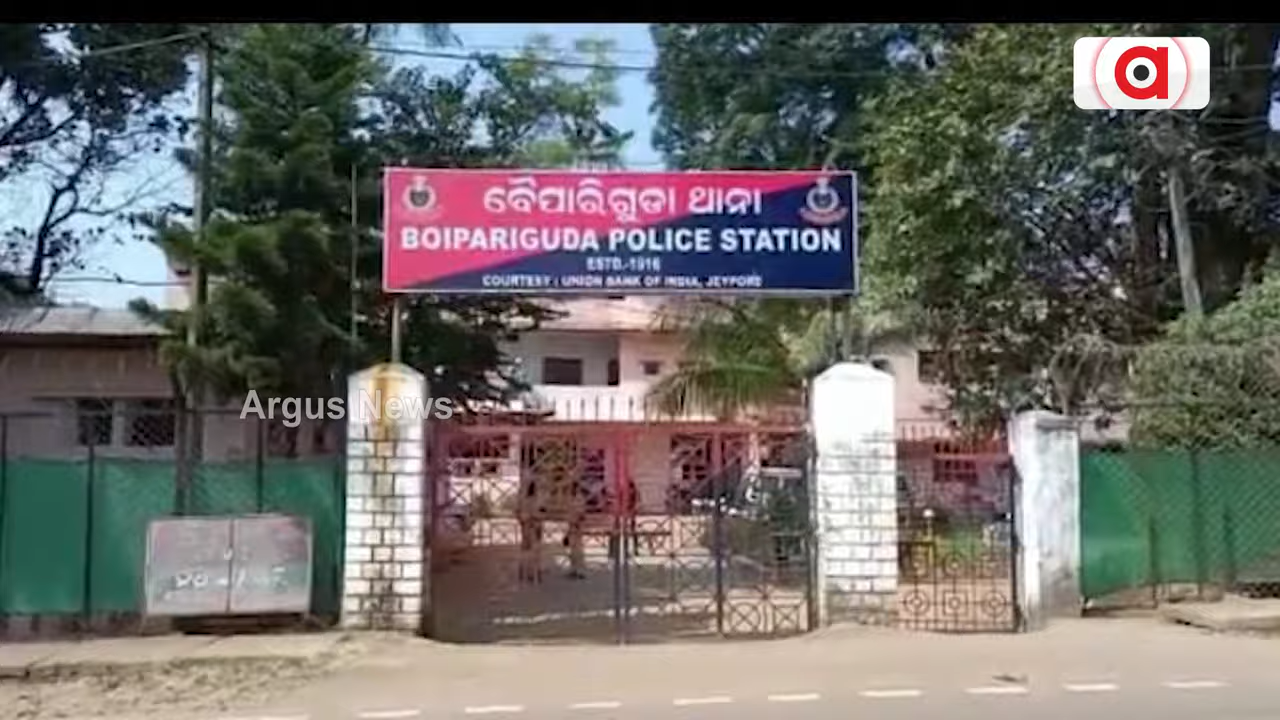 ବୈପାରିଗୁଡା ଥାନା
BOIPARIGUDA POLICE STATION
ESTD.-1916
COURTESY : UNION BANK OF INDIA, JEYPORE
Argus News